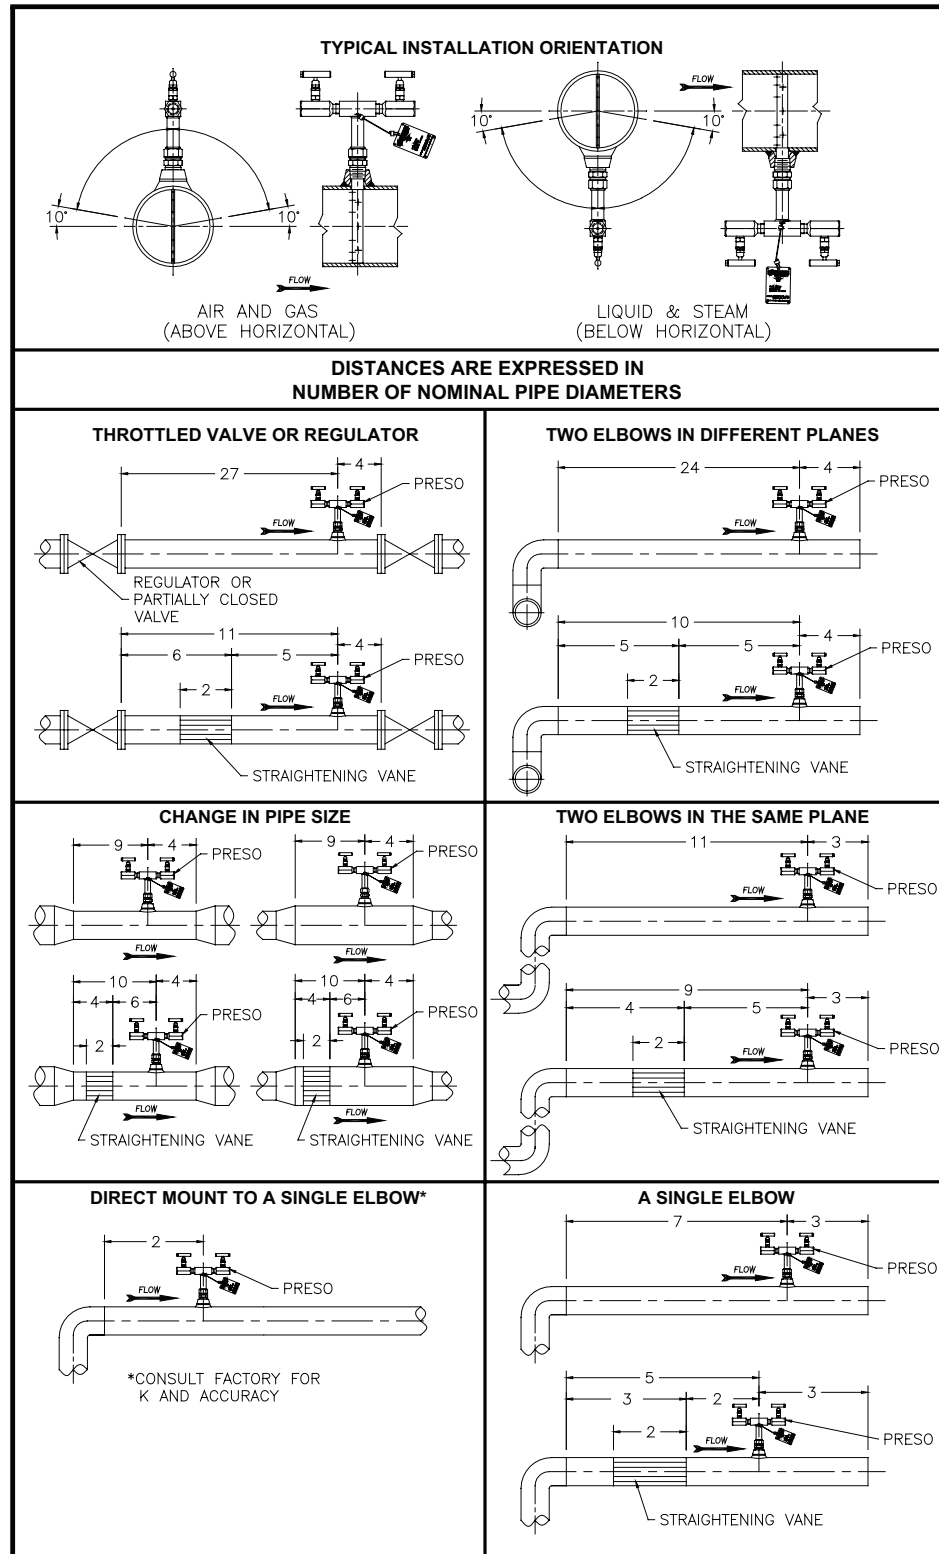 TYPICAL INSTALLATION ORIENTATION
10°
10°
FLOW
AIR AND GAS
(ABOVE HORIZONTAL)
FLOW
10°
10°
LIQUID & STEAM
(BELOW HORIZONTAL)
DISTANCES ARE EXPRESSED IN
NUMBER OF NOMINAL PIPE DIAMETERS
THROTTLED VALVE OR REGULATOR
27
4
PRESO
FLOW
REGULATOR OR
PARTIALLY CLOSED
VALVE
11
6
5
4
PRESO
2
FLOW
STRAIGHTENING VANE
TWO ELBOWS IN DIFFERENT PLANES
24
4
PRESO
FLOW
10
5
5
4
PRESO
2
FLOW
STRAIGHTENING VANE
CHANGE IN PIPE SIZE
9
4
PRESO
FLOW
9
4
PRESO
FLOW
10
4
4
6
PRESO
2
FLOW
STRAIGHTENING VANE
10
4
4
6
PRESO
2
FLOW
STRAIGHTENING VANE
TWO ELBOWS IN THE SAME PLANE
11
3
PRESO
FLOW
9
4
5
3
PRESO
2
FLOW
STRAIGHTENING VANE
DIRECT MOUNT TO A SINGLE ELBOW*
2
PRESO
FLOW
*CONSULT FACTORY FOR
K AND ACCURACY
A SINGLE ELBOW
7
3
PRESO
FLOW
5
3
2
3
PRESO
2
FLOW
STRAIGHTENING VANE